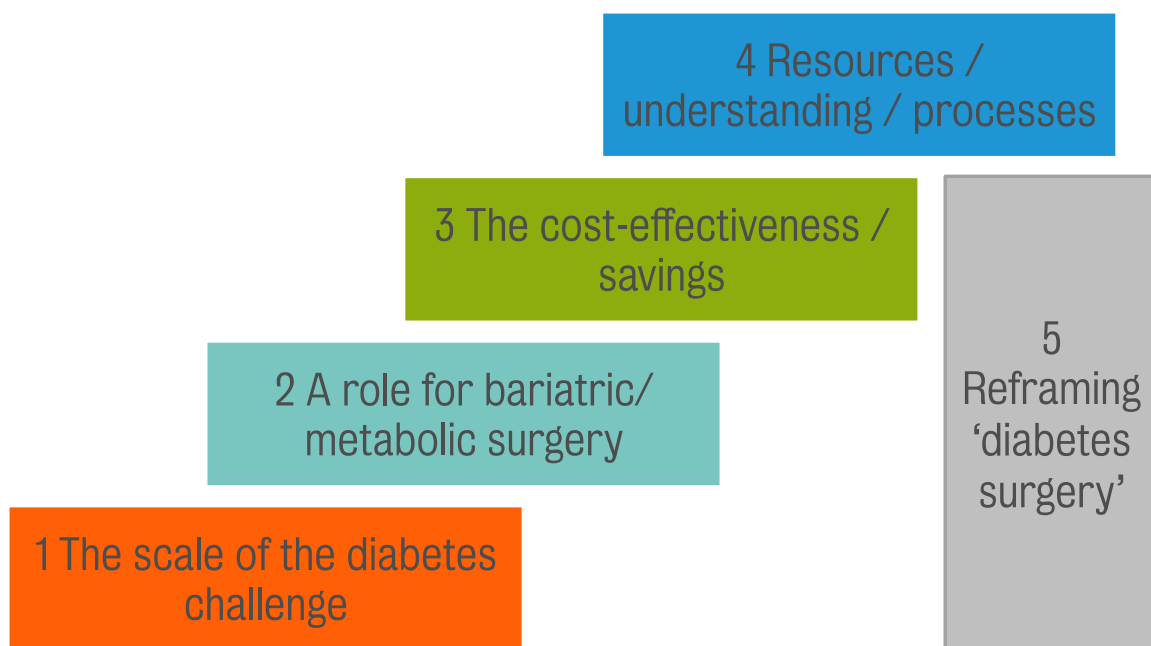 4 Resources /
understanding / processes
3 The cost-effectiveness /
savings
2 A role for bariatric/
metabolic surgery
1 The scale of the diabetes
challenge
5
Reframing
‘diabetes
surgery’